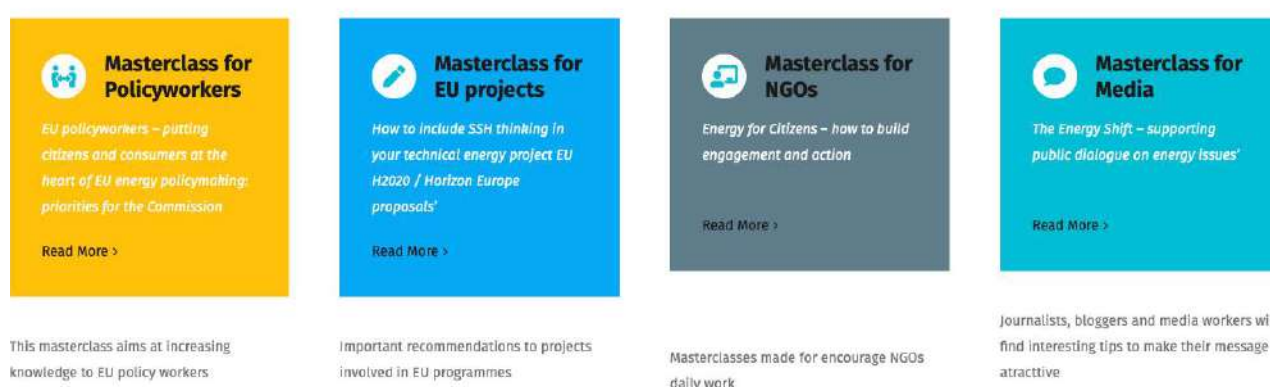 Masterclass for
Policyworkers
EU policyworkers – putting
citizens and consumers at the
heart of EU energy policymaking:
priorities for the Commission
Read More >
This masterclass aims at increasing
knowledge to EU policy workers
Masterclass for
EU projects
How to include SSH thinking in
your technical energy project EU
H2020 / Horizon Europe
proposals'
Read More >
Important recommendations to projects
involved in EU programmes
Masterclass for
NGOs
Energy for Citizens – how to build
engagement and action
Read More >
Masterclasses made for encourage NGOs
daily work
Masterclass for
Media
The Energy Shift – supporting
public dialogue on energy issues'
Read More >
Journalists, bloggers and media workers wi
find interesting tips to make their message
atracttive